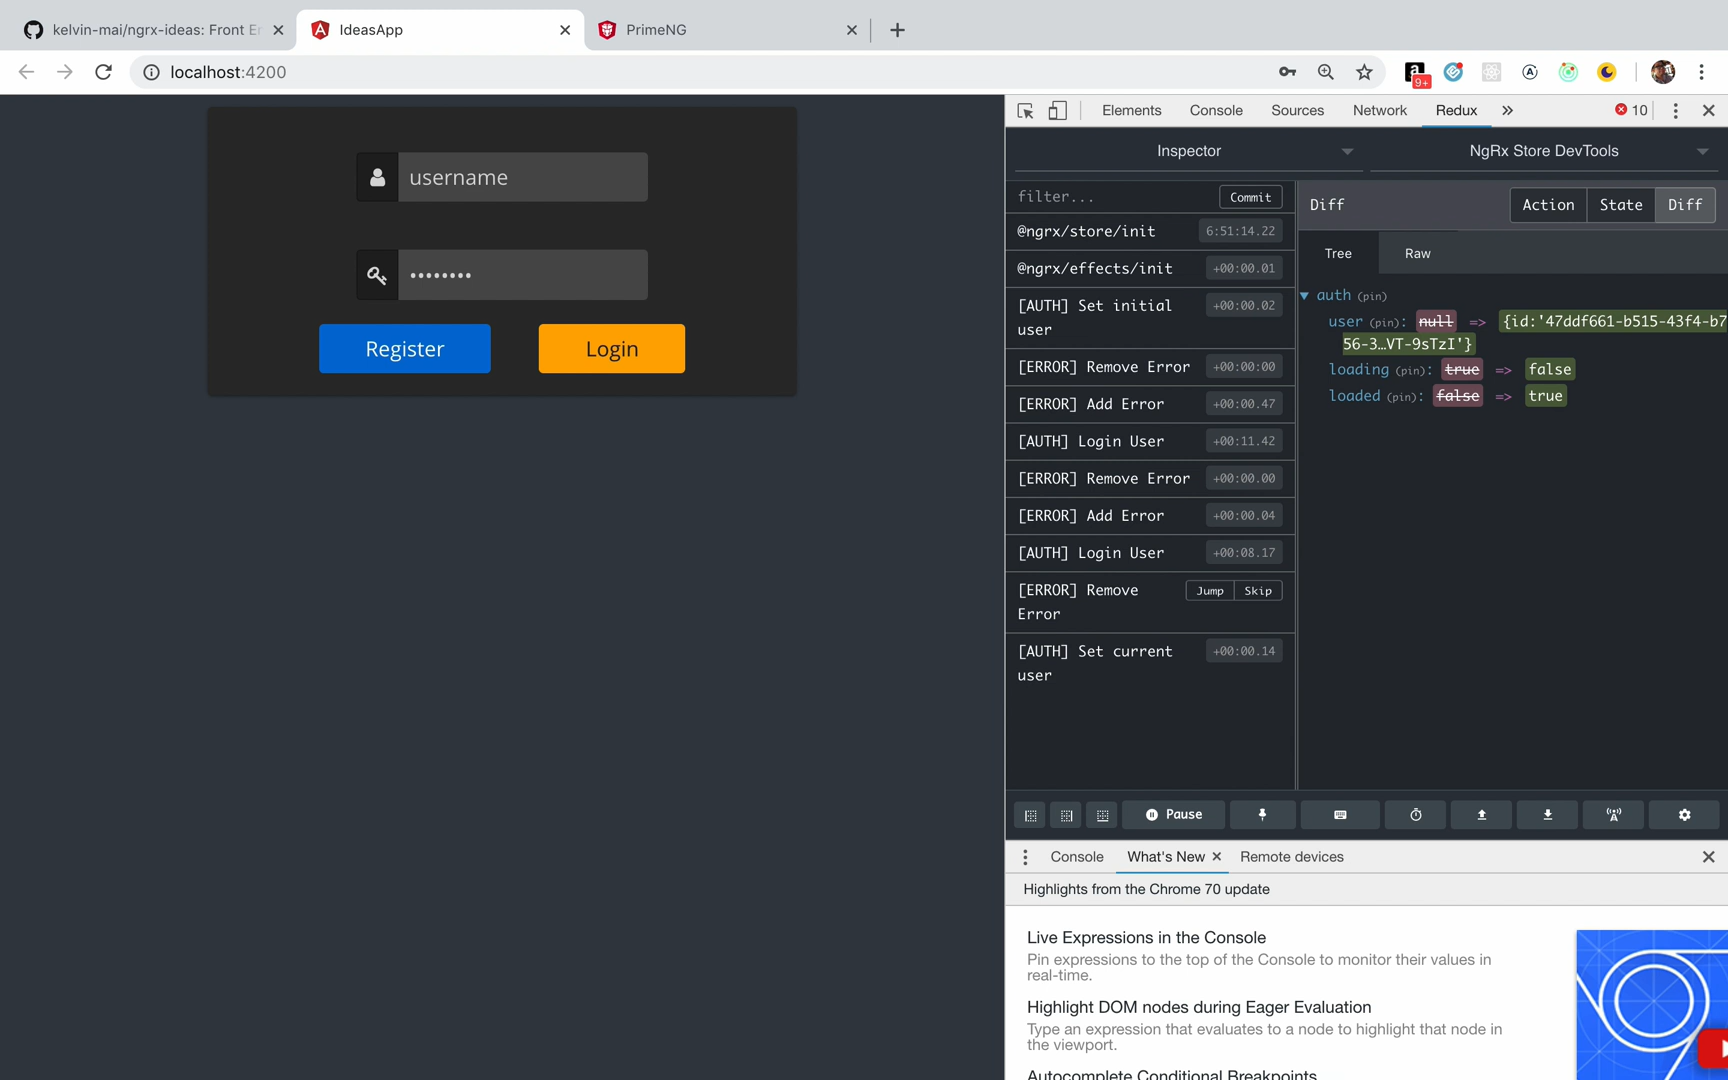 kelvin-mai/ngrx-ideas: Front E
IdeasApp
PrimeNG
localhost:4200
9+
username
••••••••
Register
Login
Elements
Console
Sources
Network
Redux
10
Inspector
NgRx Store DevTools
filter...
Commit
@ngrx/store/init
6:51:14.22
@ngrx/effects/init
+00:00.01
[AUTH] Set initial
user
+00:00.02
[ERROR] Remove Error
+00:00:00
[ERROR] Add Error
+00:00.47
[AUTH] Login User
+00:11.42
[ERROR] Remove Error
+00:00.00
[ERROR] Add Error
+00:00.04
[AUTH] Login User
+00:08.17
[ERROR] Remove
Error
Jump
Skip
[AUTH] Set current
user
+00:00.14
Diff
Action
State
Diff
Tree
Raw
auth (pin)
user (pin): null => {id:'47ddf661-b515-43f4-b7
56-3…VT-9sTzI'}
loading (pin): true => false
loaded (pin): false => true
Pause
Console
What's New
Remote devices
Highlights from the Chrome 70 update
Live Expressions in the Console
Pin expressions to the top of the Console to monitor their values in
real-time.
Highlight DOM nodes during Eager Evaluation
Type an expression that evaluates to a node to highlight that node in
the viewport.
Autocomplete Conditional Breakpoints